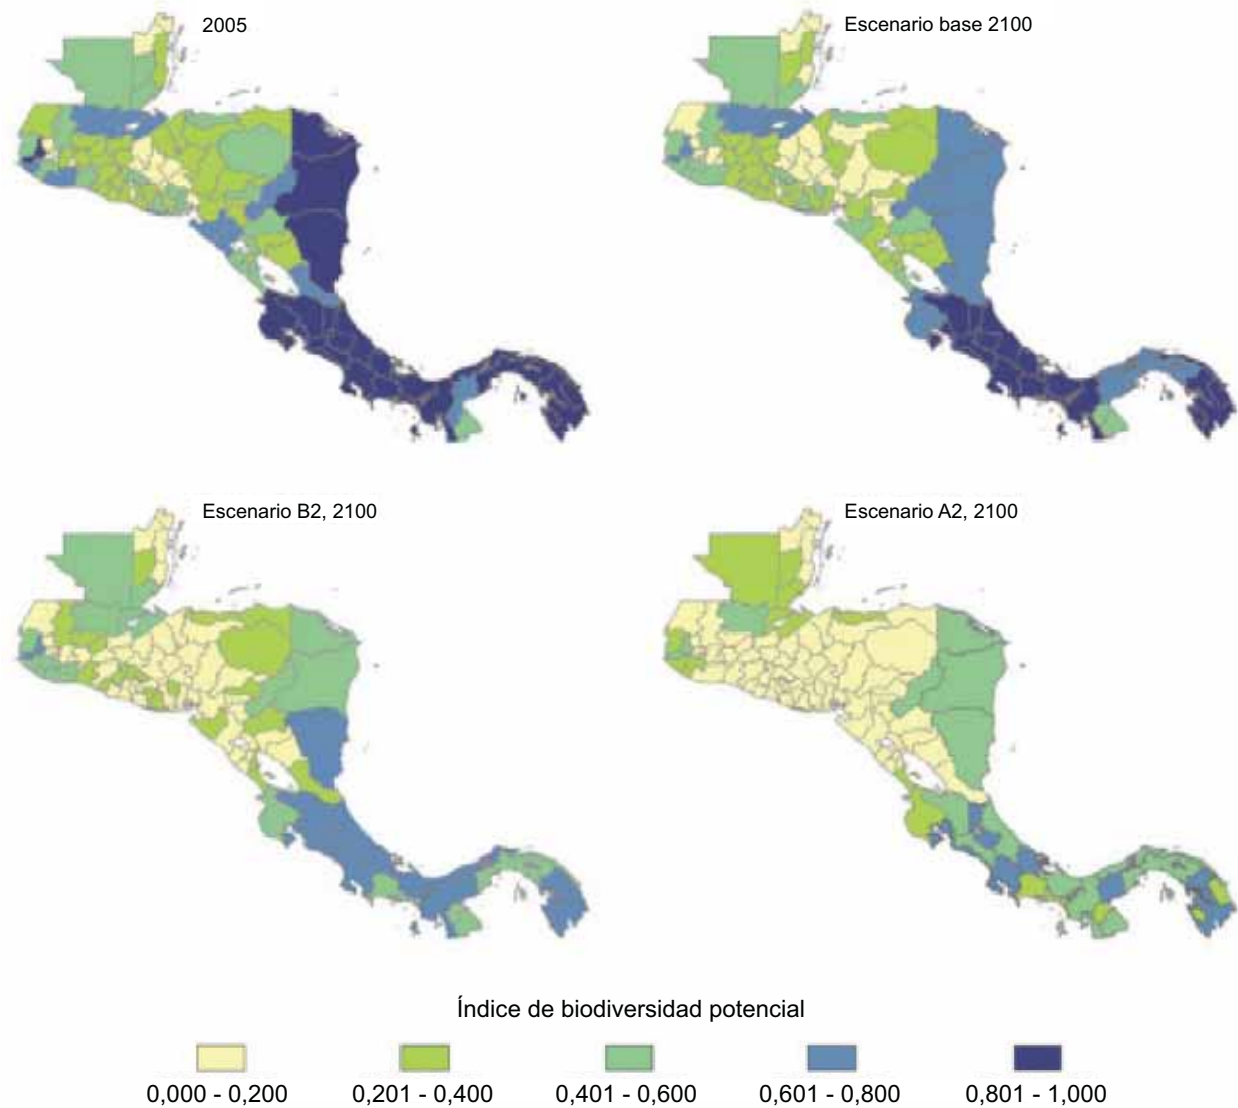 2005
Escenario base 2100
Escenario B2, 2100
Escenario A2, 2100
Índice de biodiversidad potencial
0,000 - 0,200
0,201 - 0,400
0,401 - 0,600
0,601 - 0,800
0,801 - 1,000